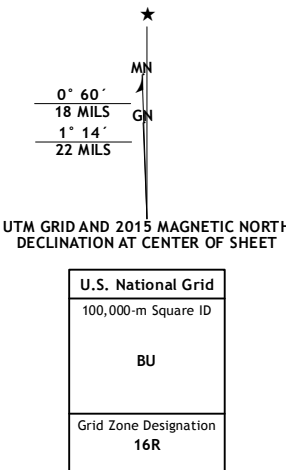 MN
0° 60´
18 MILS
GN
1° 14´
22 MILS
UTM GRID AND 2015 MAGNETIC NORTH
DECLINATION AT CENTER OF SHEET
U.S. National Grid
100,000-m Square ID
BU
Grid Zone Designation
16R